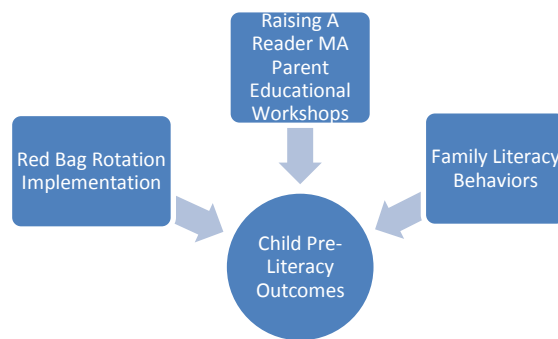 Raising A
Reader MA
Parent
Educational
Workshops
Red Bag Rotation
Implementation
Family Literacy
Behaviors
Child Pre-
Literacy
Outcomes